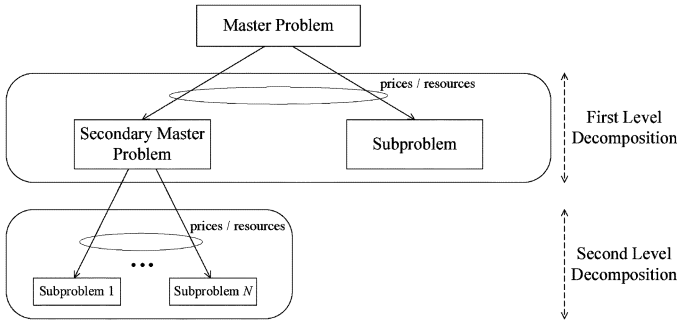 Master Problem
prices / resources
Secondary Master
Problem
Subproblem
First Level
Decomposition
prices / resources
•••
Subproblem 1
Subproblem N
Second Level
Decomposition